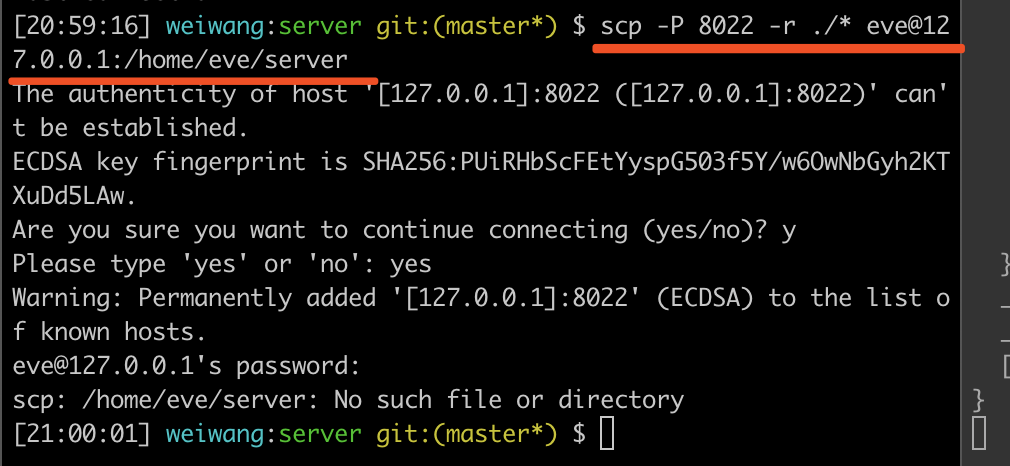 [20:59:16] weiwang:server git:(master*) $ scp -P 8022 -r ./* eve@12
7.0.0.1:/home/eve/server
The authenticity of host '[127.0.0.1]:8022 ([127.0.0.1]:8022)' can'
t be established.
ECDSA key fingerprint is SHA256:PUiRHbScFEtYyspG503f5Y/w6OwNbGyh2KT
XuDd5LAw.
Are you sure you want to continue connecting (yes/no)? y
Please type 'yes' or 'no': yes
Warning: Permanently added '[127.0.0.1]:8022' (ECDSA) to the list o
f known hosts.
eve@127.0.0.1's password:
scp: /home/eve/server: No such file or directory
[21:00:01] weiwang:server git:(master*) $
}
}